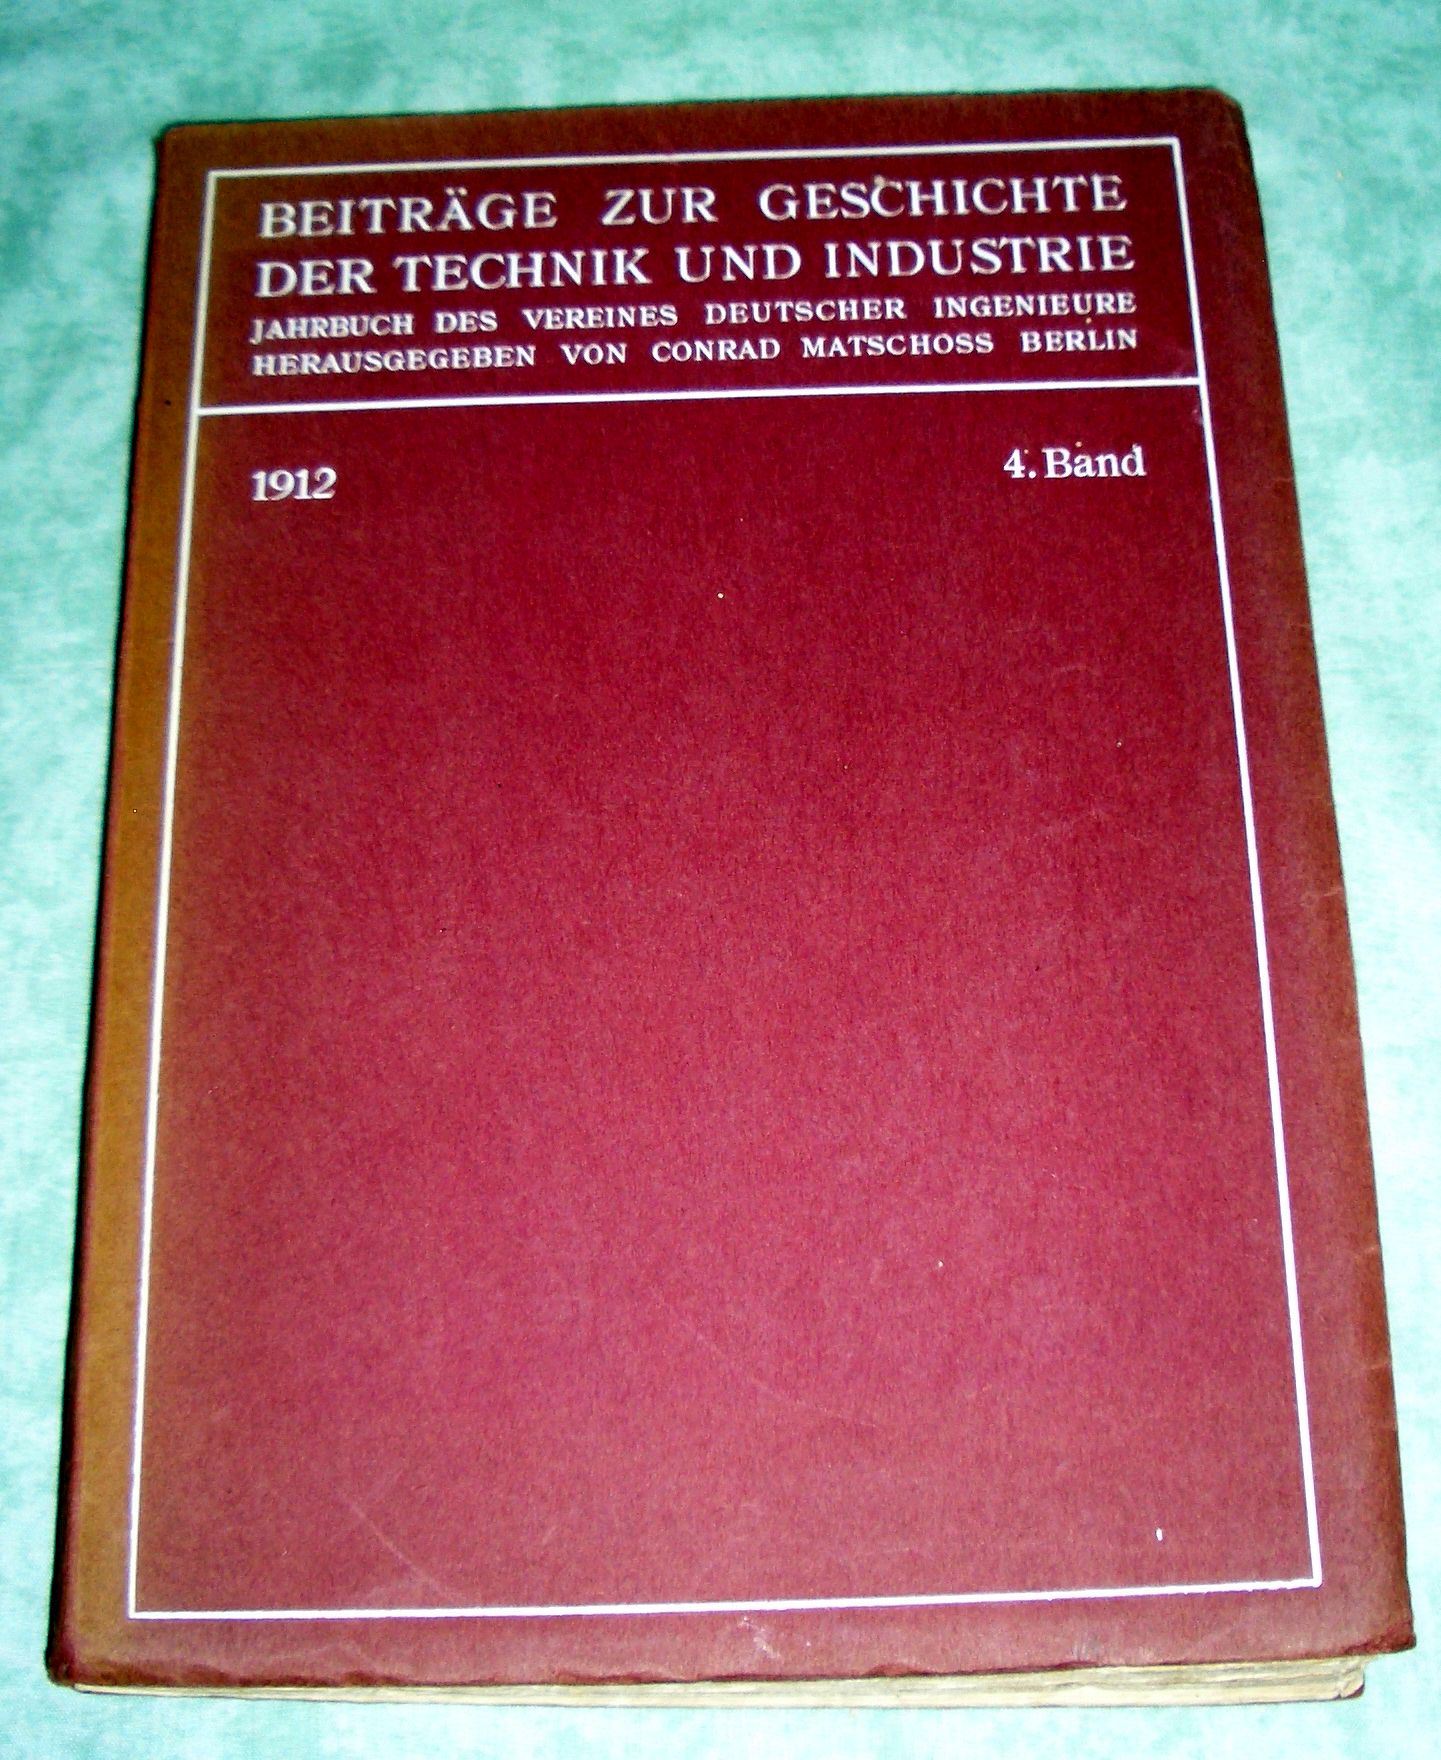 BEITRÄGE ZUR GESCHICHTE
DER TECHNIK UND INDUSTRIE
JAHRBUCH DES VEREINES DEUTSCHER INGENIEURE
HERAUSGEGEBEN VON CONRAD MATSCHOSS BERLIN
1912 4. Band